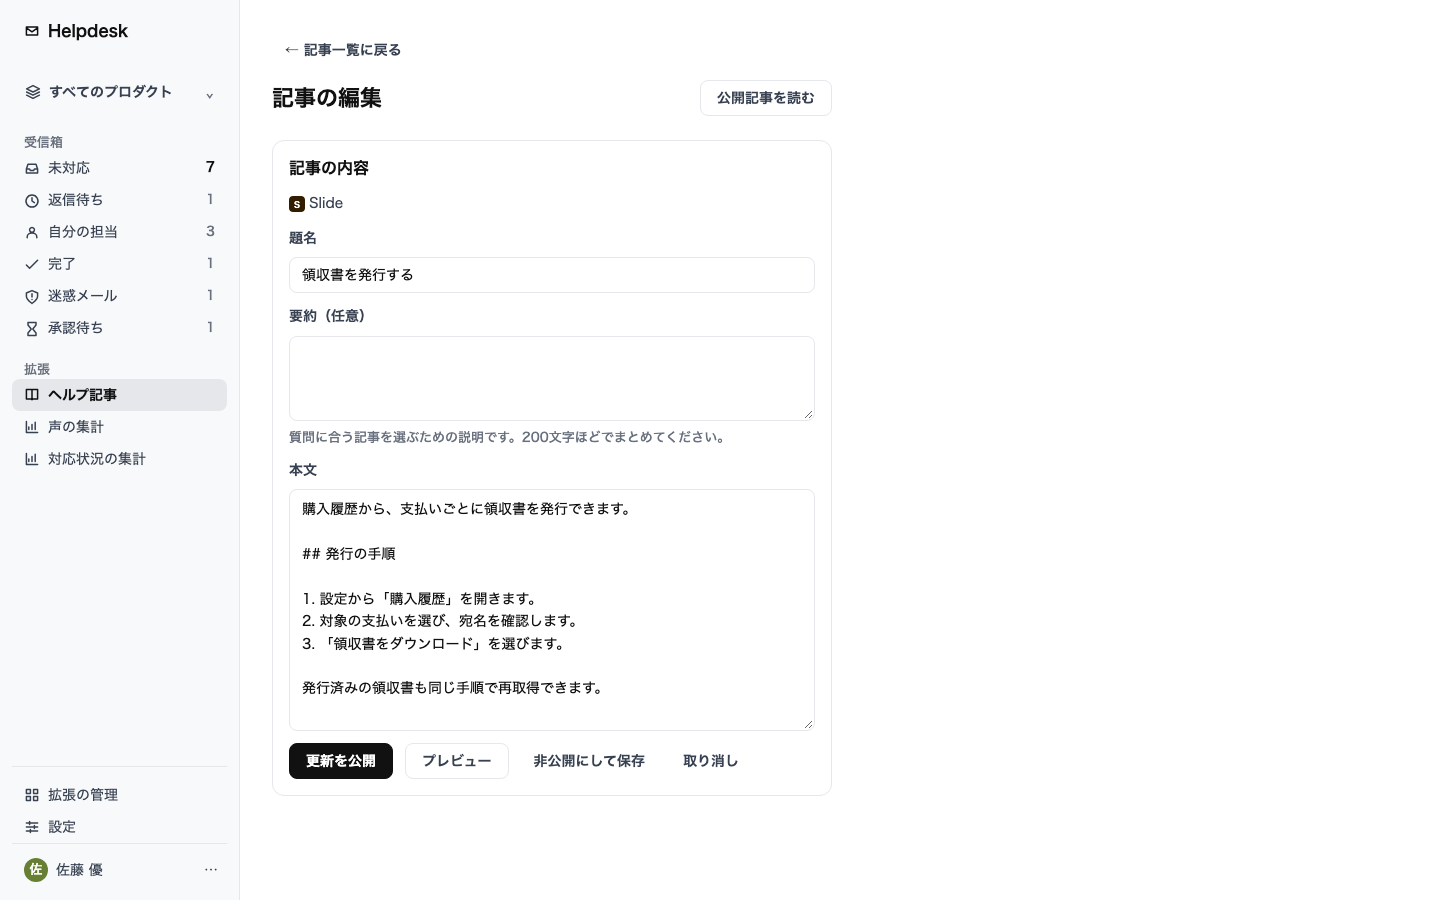 Helpdesk
すべてのプロダクト
受信箱
未対応 7
返信待ち 1
自分の担当 3
完了 1
迷惑メール 1
承認待ち 1
拡張
ヘルプ記事
声の集計
対応状況の集計
拡張の管理
設定
佐 佐藤 優 …
← 記事一覧に戻る
記事の編集
公開記事を読む
記事の内容
S Slide
題名
領収書を発行する
要約（任意）
質問に合う記事を選ぶための説明です。200文字ほどでまとめてください。
本文
購入履歴から、支払いごとに領収書を発行できます。
## 発行の手順
1. 設定から「購入履歴」を開きます。
2. 対象の支払いを選び、宛名を確認します。
3. 「領収書をダウンロード」を選びます。
発行済みの領収書も同じ手順で再取得できます。
更新を公開 プレビュー 非公開にして保存 取り消し